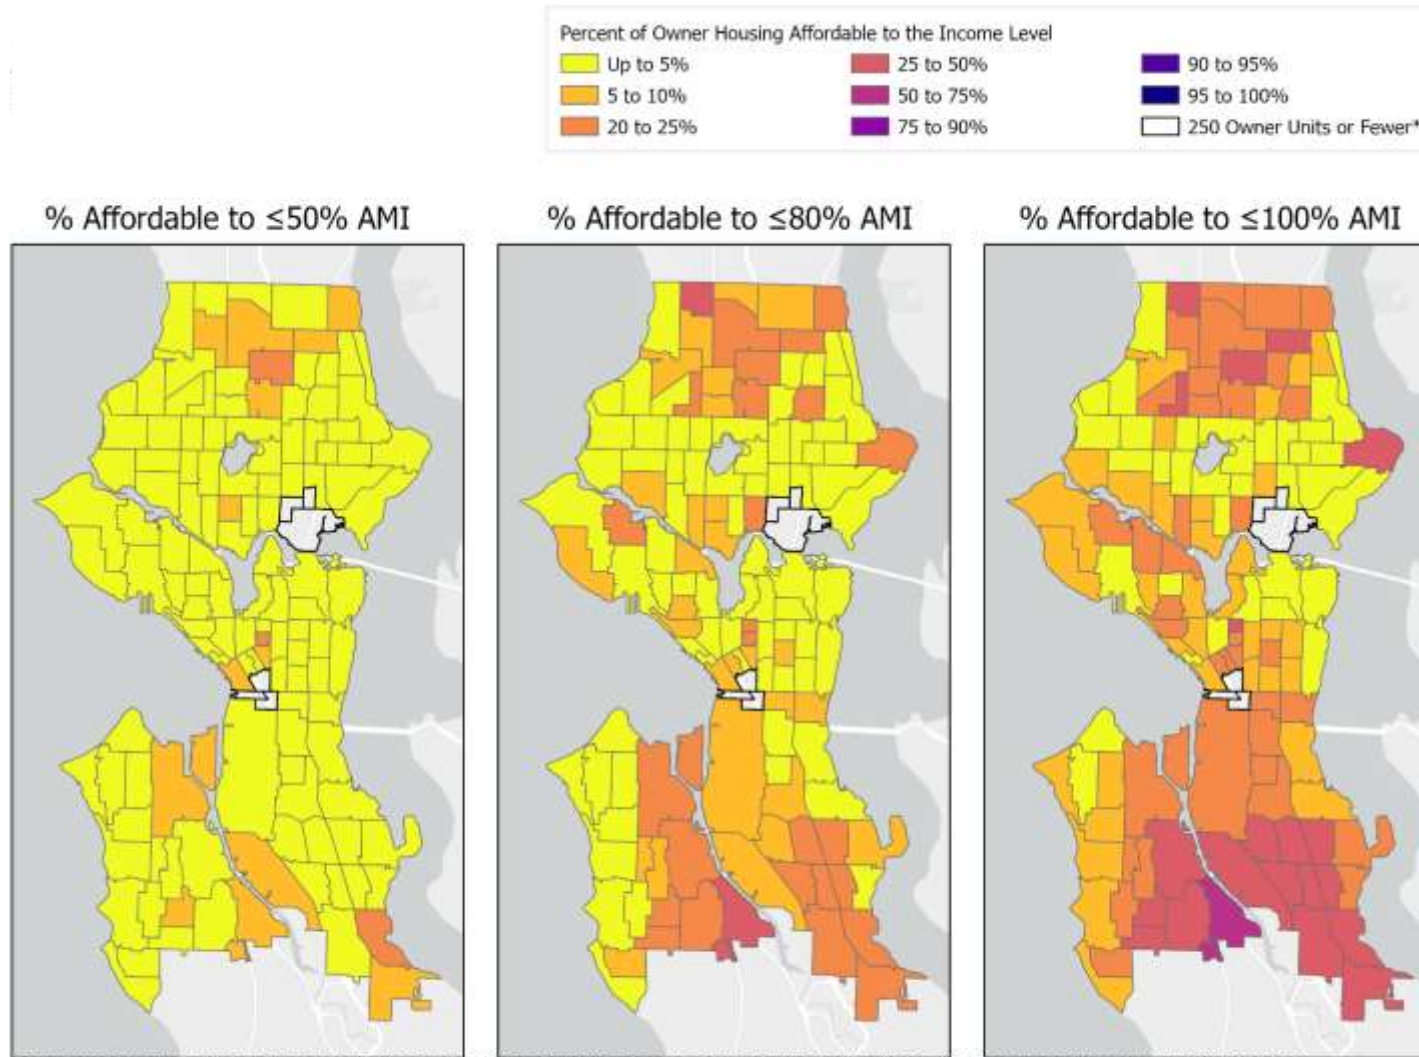 Percent of Owner Housing Affordable to the Income Level
Up to 5%
25 to 50%
90 to 95%
5 to 10%
50 to 75%
95 to 100%
20 to 25%
75 to 90%
250 Owner Units or Fewer*
% Affordable to ≤50% AMI
% Affordable to ≤80% AMI
% Affordable to ≤100% AMI